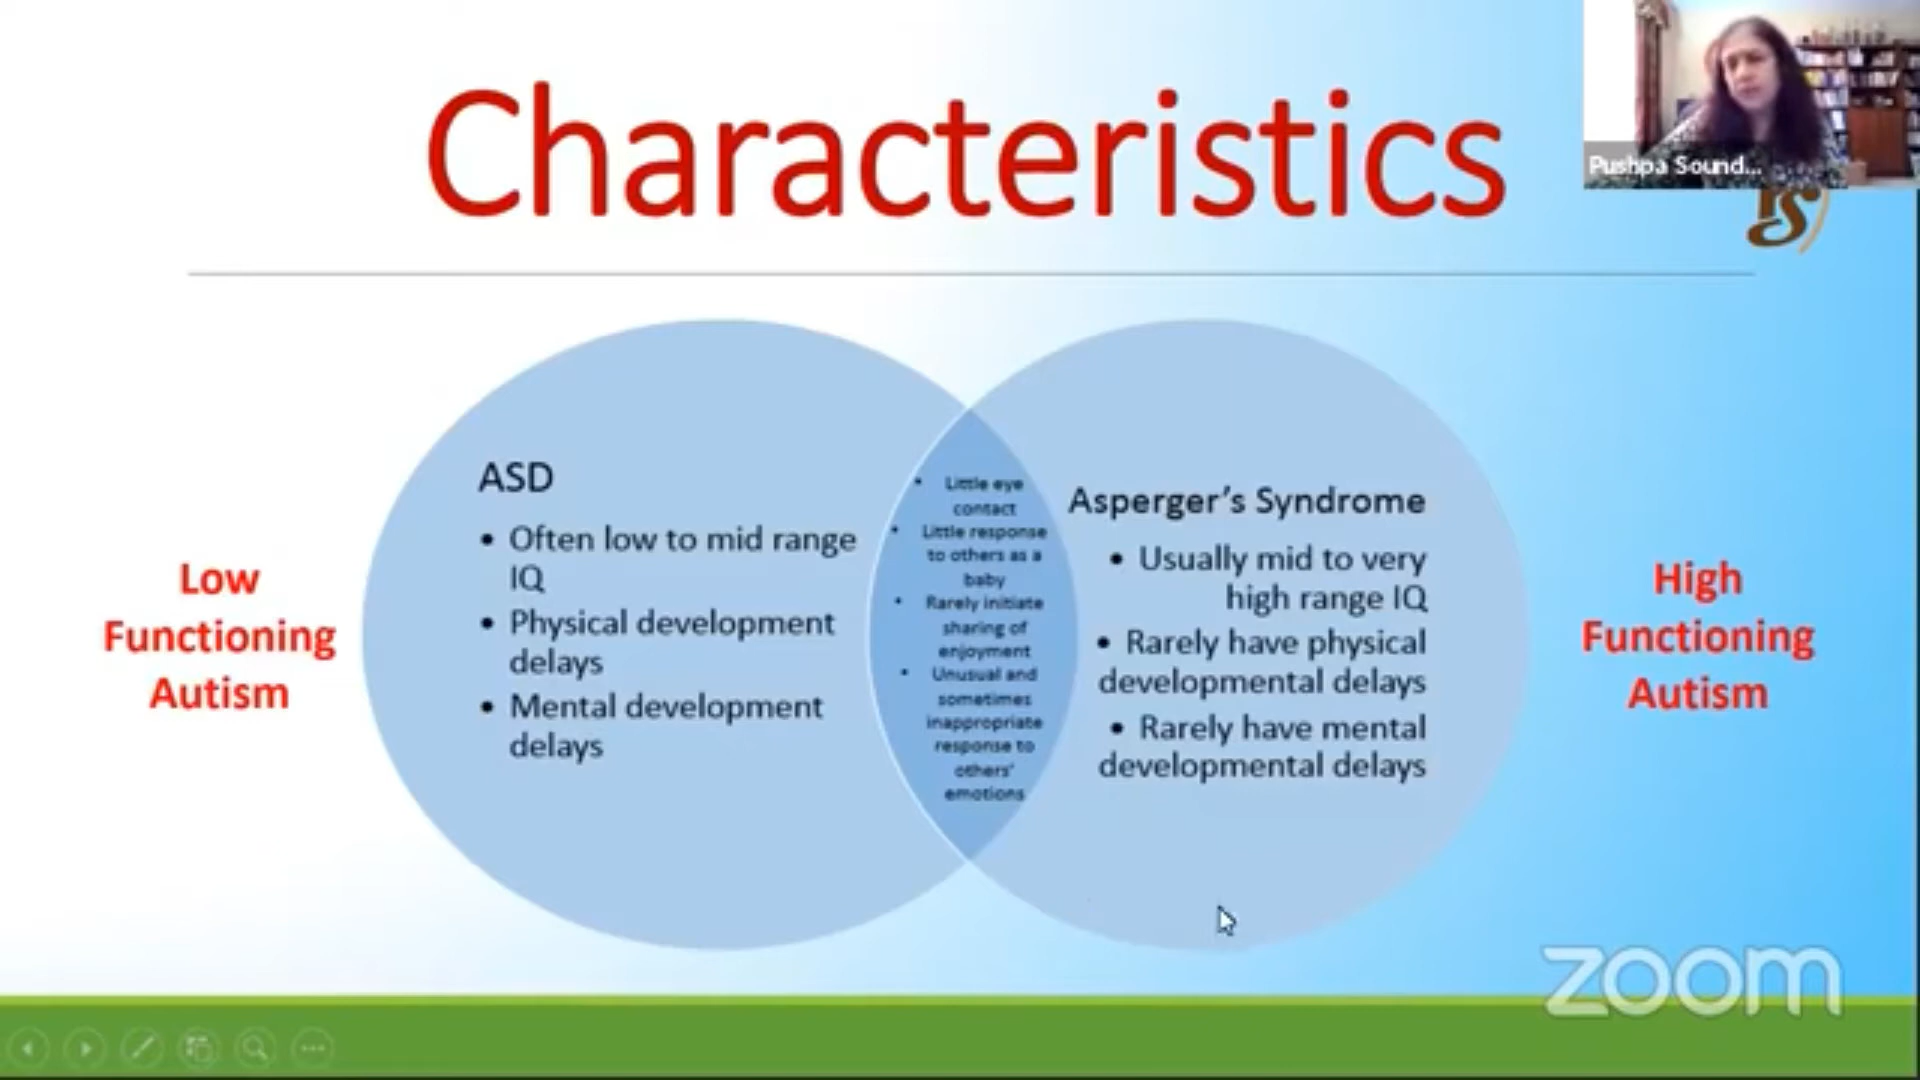 Characteristics
Pushpa Sound...
Low
Functioning
Autism
ASD
• Often low to mid range
IQ
• Physical development
delays
• Mental development
delays
• Little eye
contact
• Little response
to others as a
baby
• Rarely initiate
sharing of
enjoyment
• Unusual and
sometimes
inappropriate
response to
others'
emotions
Asperger's Syndrome
• Usually mid to very
high range IQ
• Rarely have physical
developmental delays
• Rarely have mental
developmental delays
High
Functioning
Autism
zoom